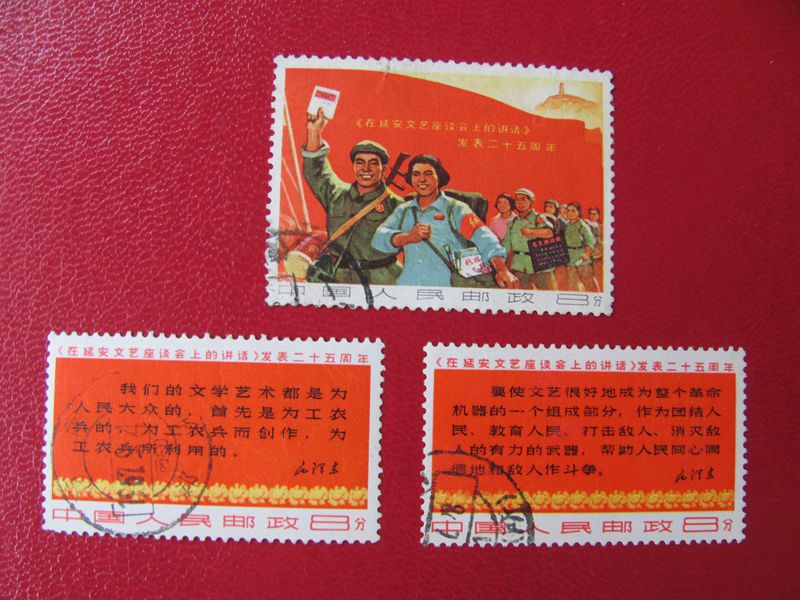 《在延安文艺座谈会上的讲话》
发表二十五周年
中国人民邮政8分
《在延安文艺座谈会上的讲话》发表二十五周年
我们的文学艺术都是为
人民大众的，首先是为工农
兵的，为工农兵而创作，为
工农兵所利用的。
毛泽东
中国人民邮政8分
《在延安文艺座谈会上的讲话》发表二十五周年
要使文艺很好地成为整个革命
机器的一个组成部分，作为团结人
民、教育人民、打击敌人、消灭敌
人的有力的武器，帮助人民同心同
德地和敌人作斗争。
毛泽东
中国人民邮政8分